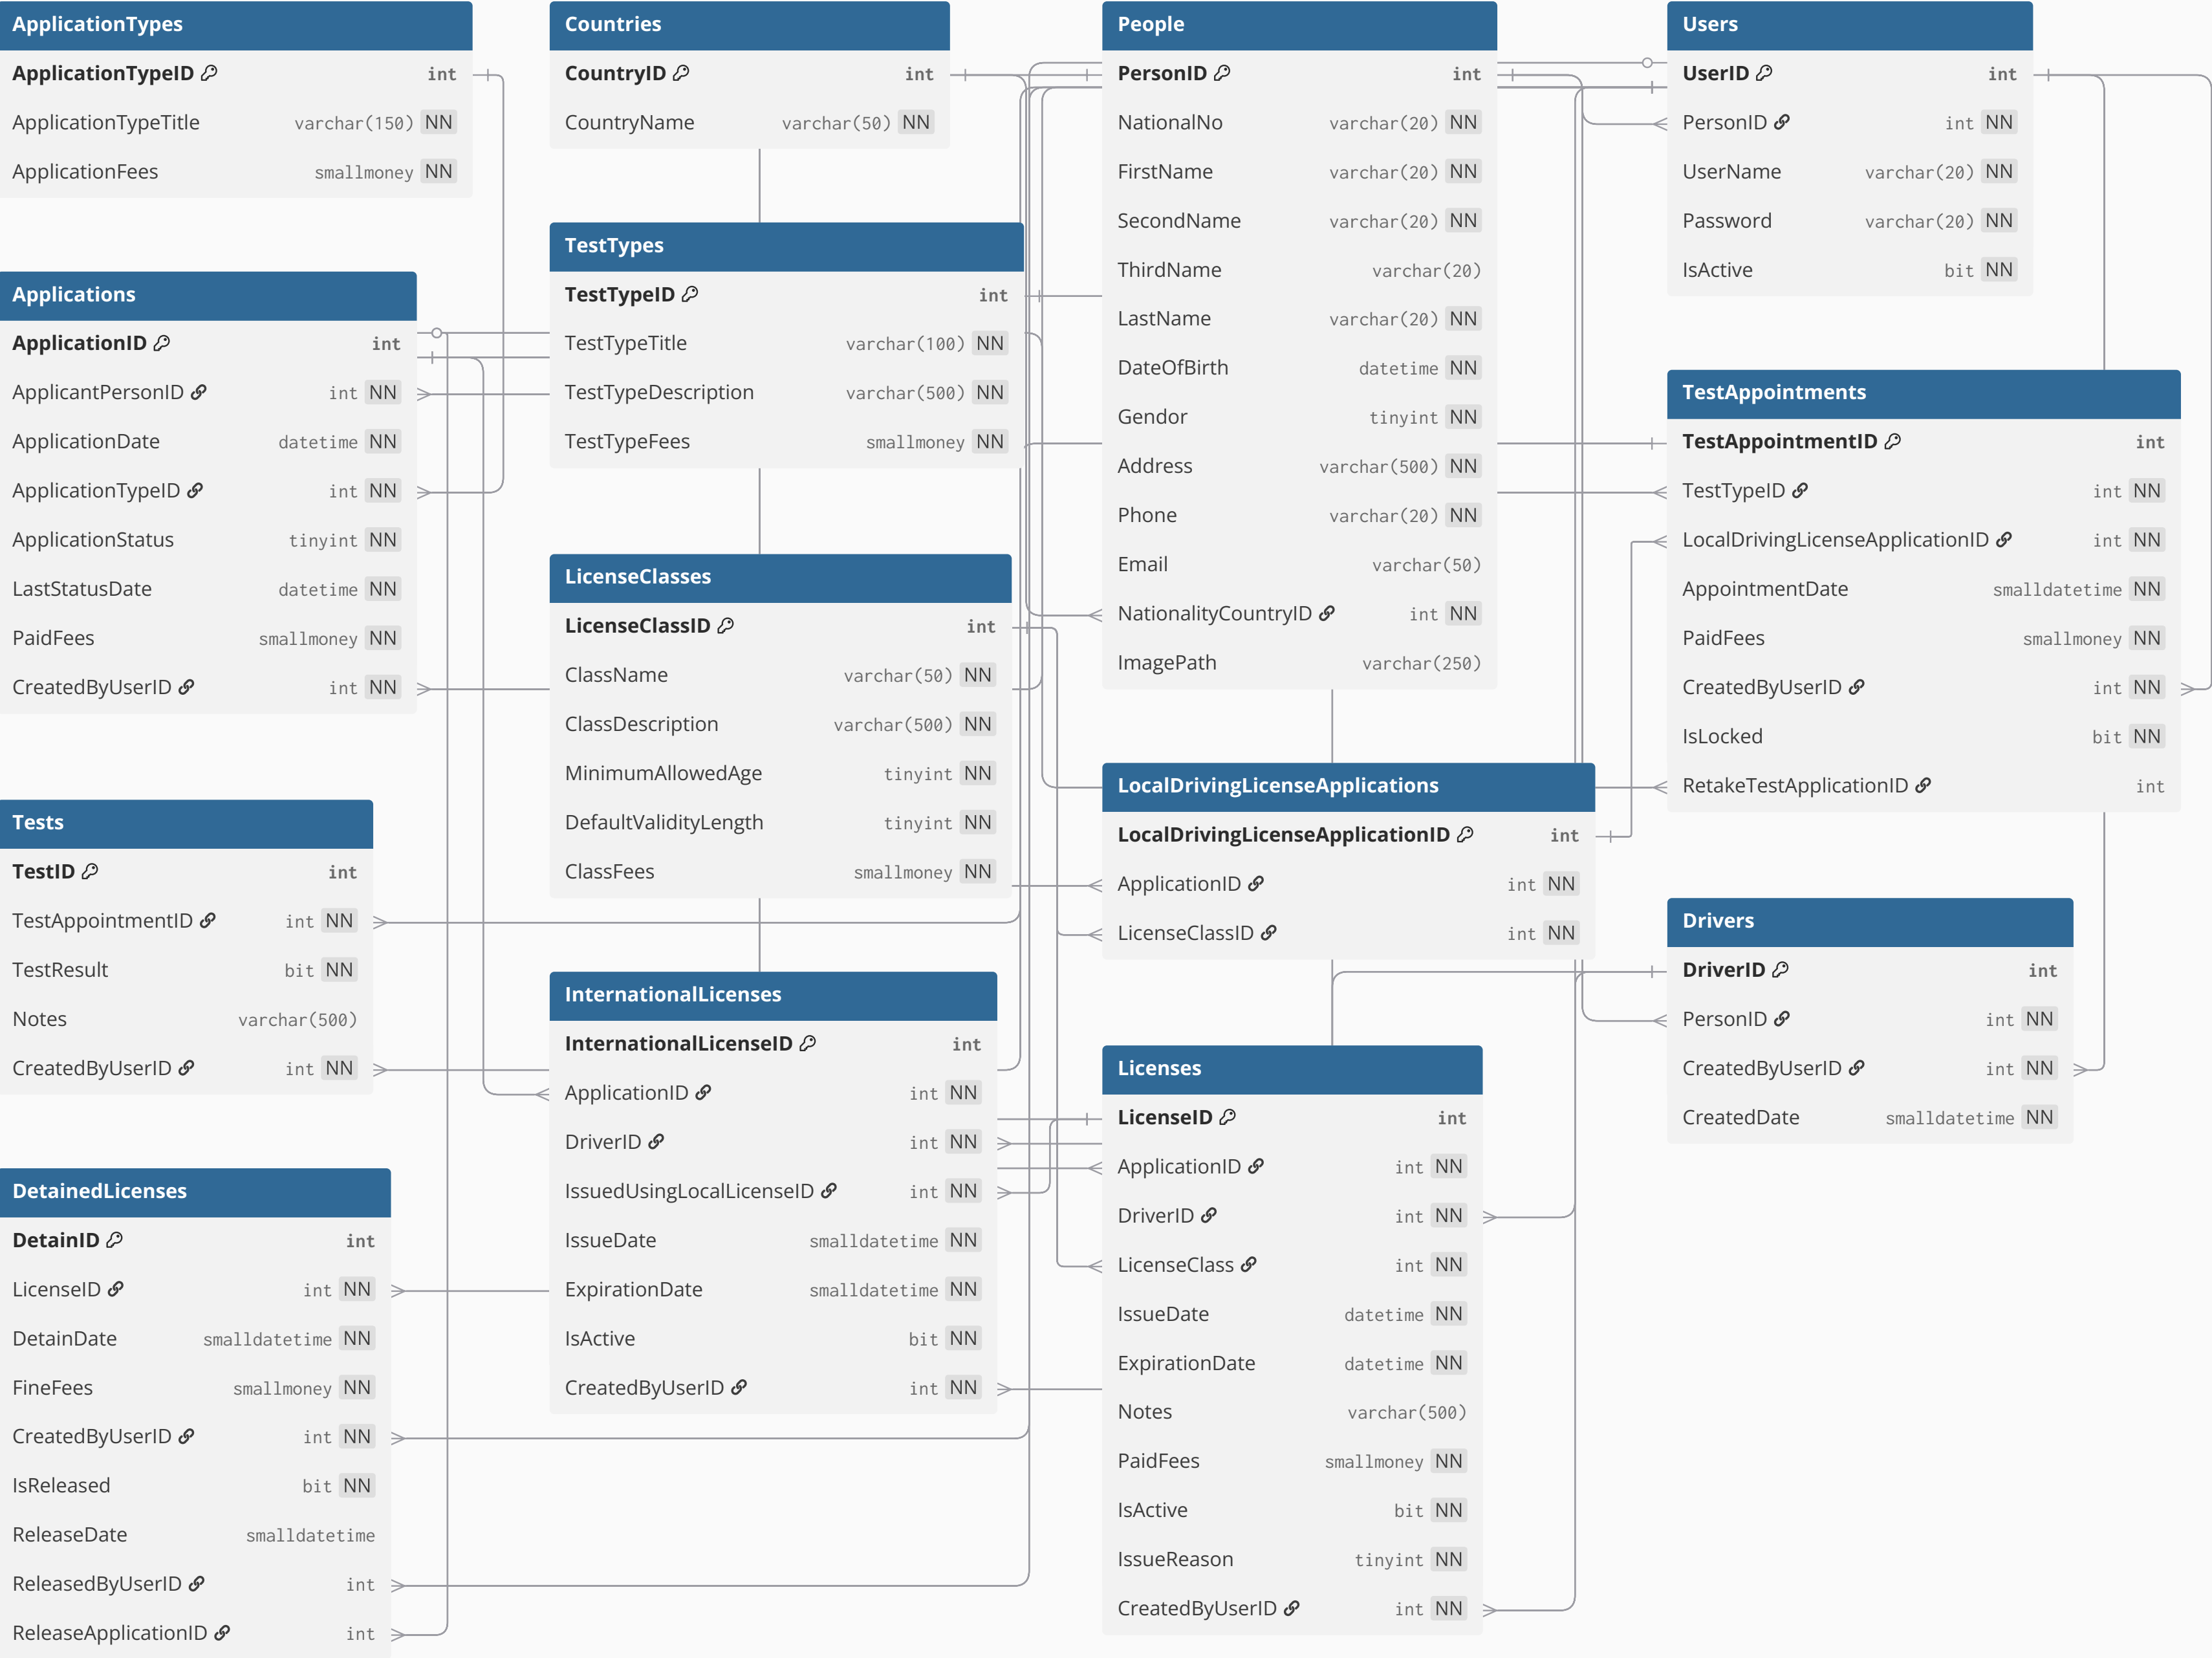 ApplicationTypes
ApplicationTypeID int
ApplicationTypeTitle varchar(150) NN
ApplicationFees smallmoney NN
Applications
ApplicationID int
ApplicantPersonID int NN
ApplicationDate datetime NN
ApplicationTypeID int NN
ApplicationStatus tinyint NN
LastStatusDate datetime NN
PaidFees smallmoney NN
CreatedByUserID int NN
Tests
TestID int
TestAppointmentID int NN
TestResult bit NN
Notes varchar(500)
CreatedByUserID int NN
DetainedLicenses
DetainID int
LicenseID int NN
DetainDate smalldatetime NN
FineFees smallmoney NN
CreatedByUserID int NN
IsReleased bit NN
ReleaseDate smalldatetime
ReleasedByUserID int
ReleaseApplicationID int
Countries
CountryID int
CountryName varchar(50) NN
TestTypes
TestTypeID int
TestTypeTitle varchar(100) NN
TestTypeDescription varchar(500) NN
TestTypeFees smallmoney NN
LicenseClasses
LicenseClassID int
ClassName varchar(50) NN
ClassDescription varchar(500) NN
MinimumAllowedAge tinyint NN
DefaultValidityLength tinyint NN
ClassFees smallmoney NN
InternationalLicenses
InternationalLicenseID int
ApplicationID int NN
DriverID int NN
IssuedUsingLocalLicenseID int NN
IssueDate smalldatetime NN
ExpirationDate smalldatetime NN
IsActive bit NN
CreatedByUserID int NN
People
PersonID int
NationalNo varchar(20) NN
FirstName varchar(20) NN
SecondName varchar(20) NN
ThirdName varchar(20)
LastName varchar(20) NN
DateOfBirth datetime NN
Gendor tinyint NN
Address varchar(500) NN
Phone varchar(20) NN
Email varchar(50)
NationalityCountryID int NN
ImagePath varchar(250)
LocalDrivingLicenseApplications
LocalDrivingLicenseApplicationID int
ApplicationID int NN
LicenseClassID int NN
Licenses
LicenseID int
ApplicationID int NN
DriverID int NN
LicenseClass int NN
IssueDate datetime NN
ExpirationDate datetime NN
Notes varchar(500)
PaidFees smallmoney NN
IsActive bit NN
IssueReason tinyint NN
CreatedByUserID int NN
Users
UserID int
PersonID int NN
UserName varchar(20) NN
Password varchar(20) NN
IsActive bit NN
TestAppointments
TestAppointmentID int
TestTypeID int NN
LocalDrivingLicenseApplicationID int NN
AppointmentDate smalldatetime NN
PaidFees smallmoney NN
CreatedByUserID int NN
IsLocked bit NN
RetakeTestApplicationID int
Drivers
DriverID int
PersonID int NN
CreatedByUserID int NN
CreatedDate smalldatetime NN